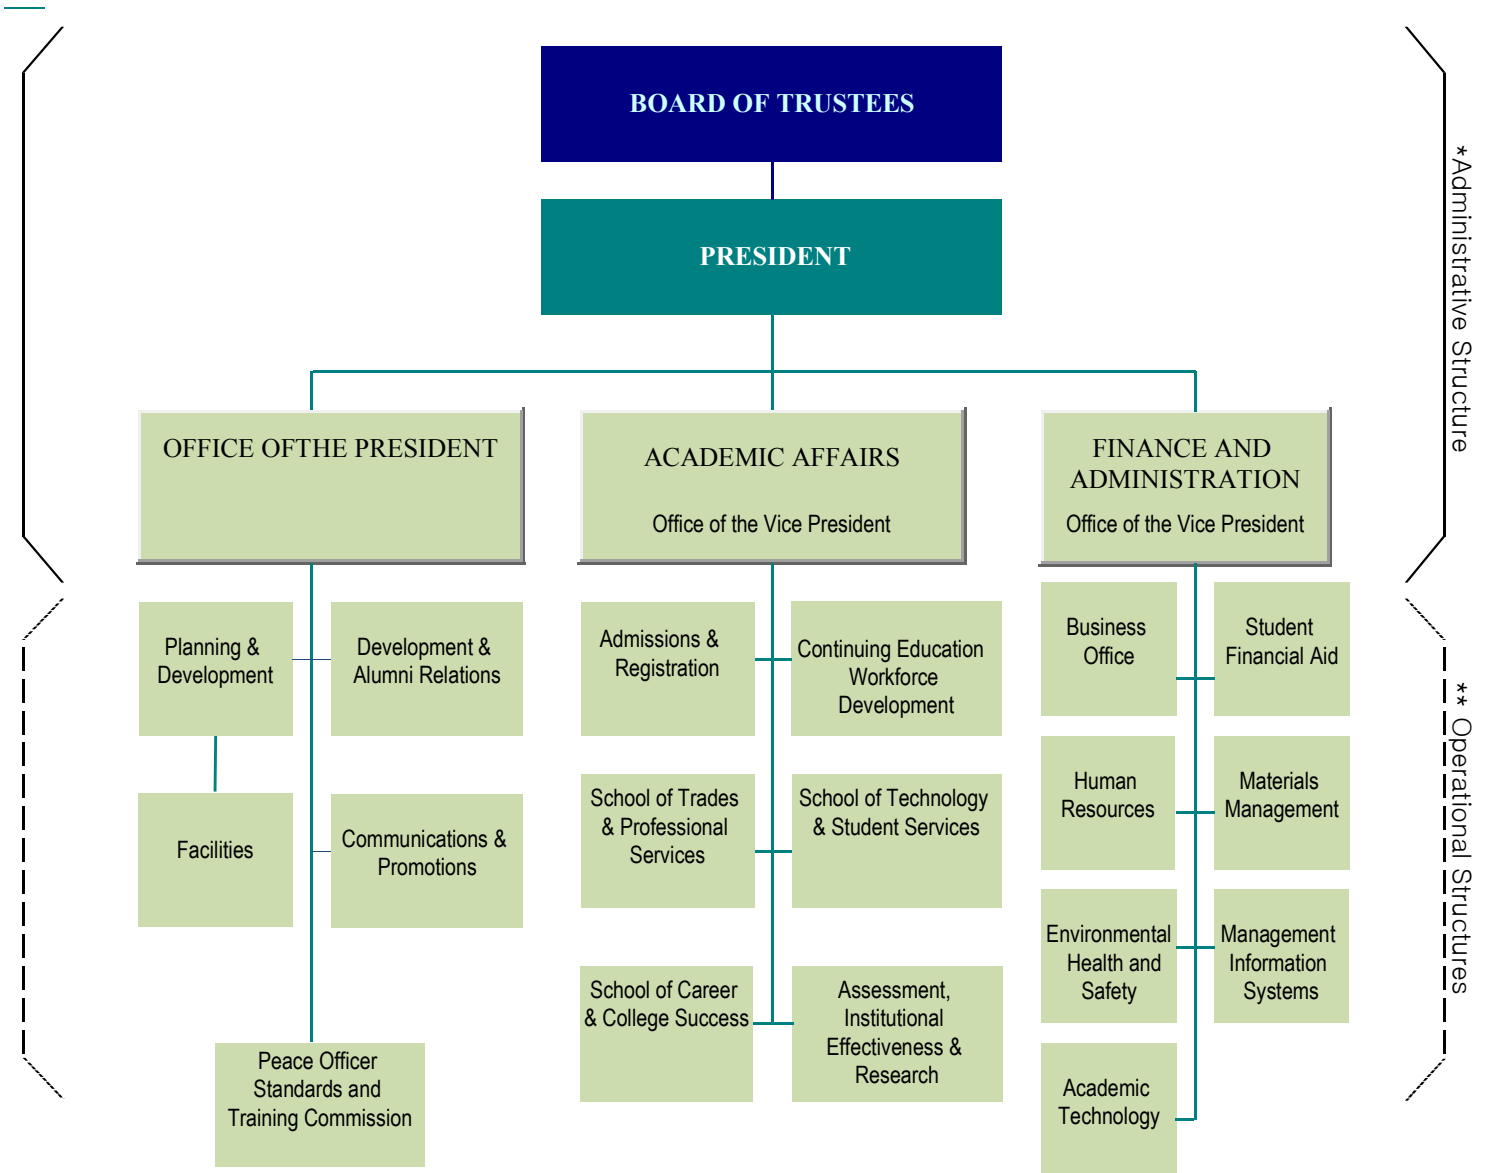 BOARD OF TRUSTEES
PRESIDENT
*Administrative Structure
OFFICE OFTHE PRESIDENT
ACADEMIC AFFAIRS
Office of the Vice President
FINANCE AND
ADMINISTRATION
Office of the Vice President
** Operational Structures
Planning &
Development
Development &
Alumni Relations
Facilities
Communications &
Promotions
Peace Officer
Standards and
Training Commission
Admissions &
Registration
Continuing Education
Workforce
Development
School of Trades
& Professional
Services
School of Technology
& Student Services
School of Career
& College Success
Assessment,
Institutional
Effectiveness &
Research
Business
Office
Student
Financial Aid
Human
Resources
Materials
Management
Environmental
Health and
Safety
Management
Information
Systems
Academic
Technology